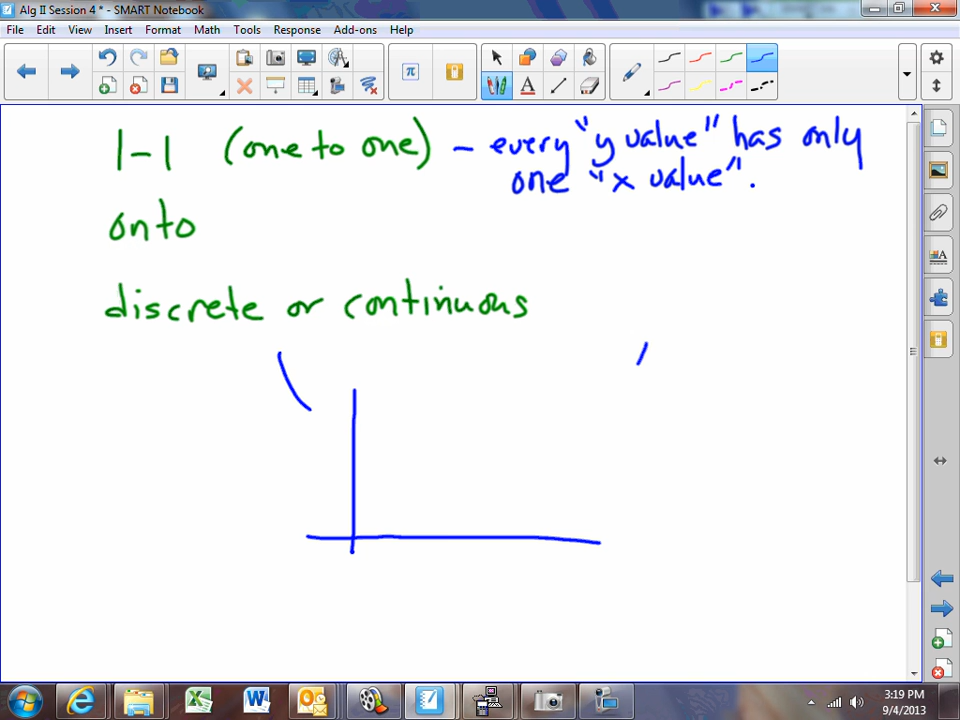 Alg II Session 4 * - SMART Notebook
File Edit View Insert Format Math Tools Response Add-ons Help
1-1 (one to one) - every "y value" has only
one "x value".
onto
discrete or continuous
3:19 PM
9/4/2013